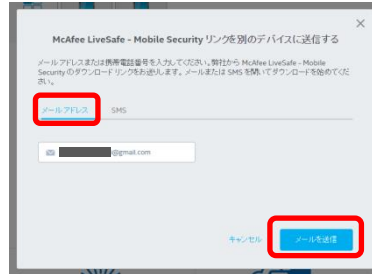 McAfee LiveSafe - Mobile Security リンクを別のデバイスに送信する
メール アドレスまたは携帯電話番号を入力してください。弊社から McAfee LiveSafe - Mobile
Security のダウンロード リンクをお送りします。メールまたは SMS を開いてダウンロードを始めてくだ
さい。
メール アドレス SMS
@gmail.com
キャンセル メールを送信